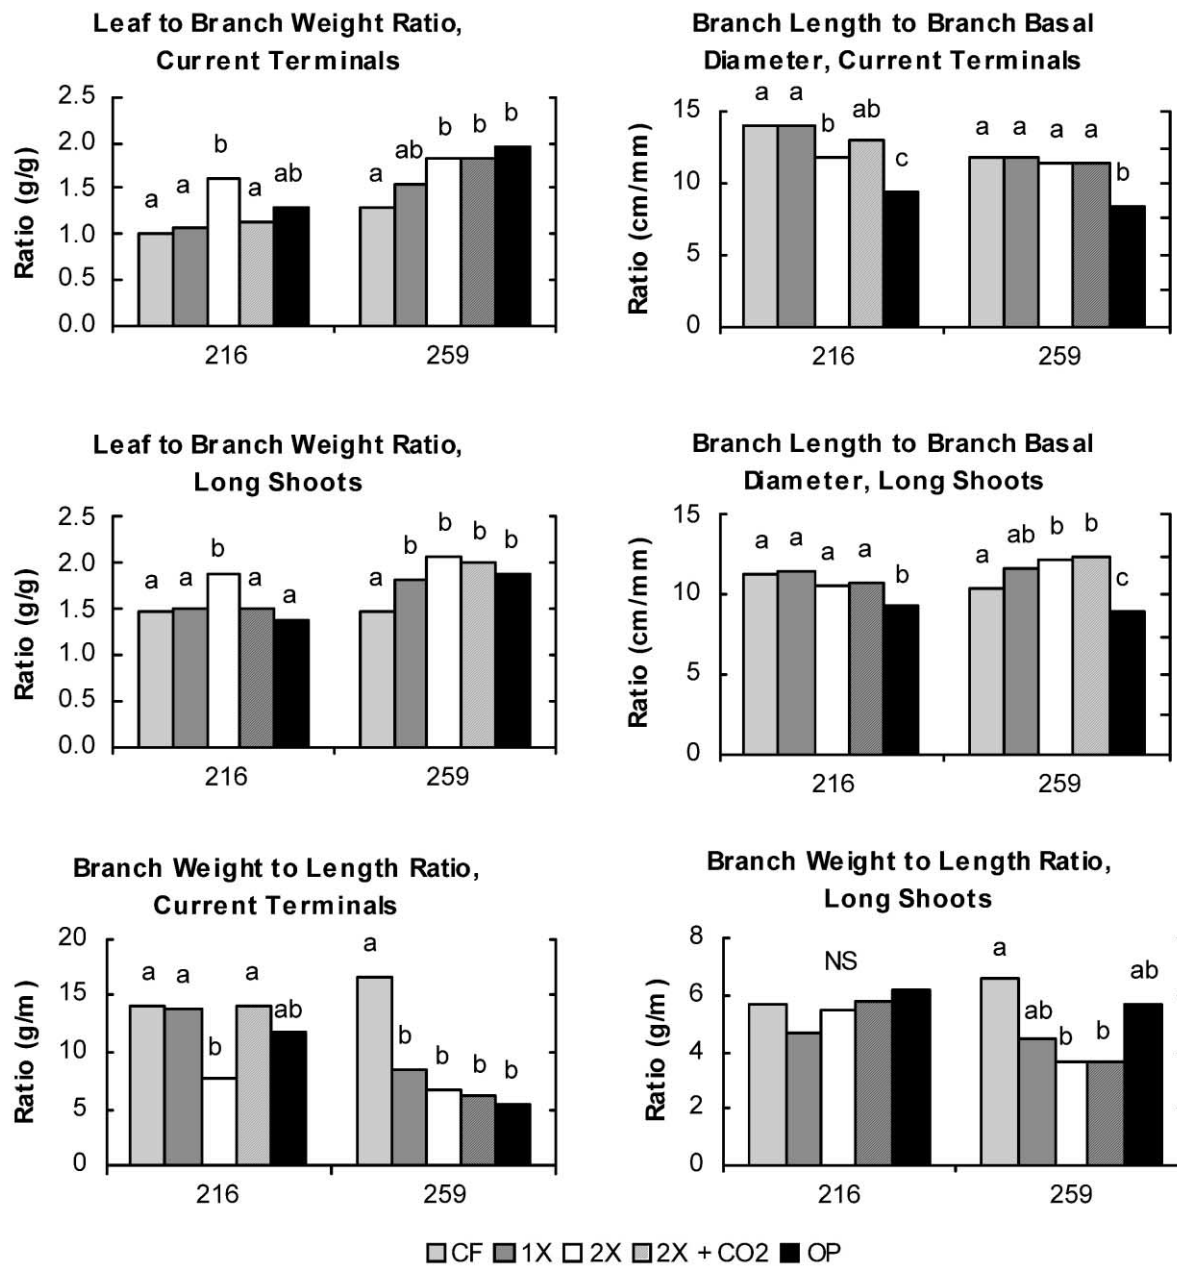 Leaf to Branch Weight Ratio,
Current Terminals
Ratio (g/g)
2.5
2.0
1.5
1.0
0.5
0.0
a a b a ab
a ab b b b
216 259
Branch Length to Branch Basal
Diameter, Current Terminals
Ratio (cm/mm)
15
10
5
0
a a b ab c
a a a a b
216 259
Leaf to Branch Weight Ratio,
Long Shoots
Ratio (g/g)
2.5
2.0
1.5
1.0
0.5
0.0
a a b a a
a b b b b
216 259
Branch Length to Branch Basal
Diameter, Long Shoots
Ratio (cm/mm)
15
10
5
0
a a a a b
a ab b b c
216 259
Branch Weight to Length Ratio,
Current Terminals
Ratio (g/m)
20
15
10
5
0
a a b a ab
a b b b b
216 259
Branch Weight to Length Ratio,
Long Shoots
Ratio (g/m)
8
6
4
2
0
NS
a ab b b ab
216 259
CF 1X 2X 2X + CO2 OP